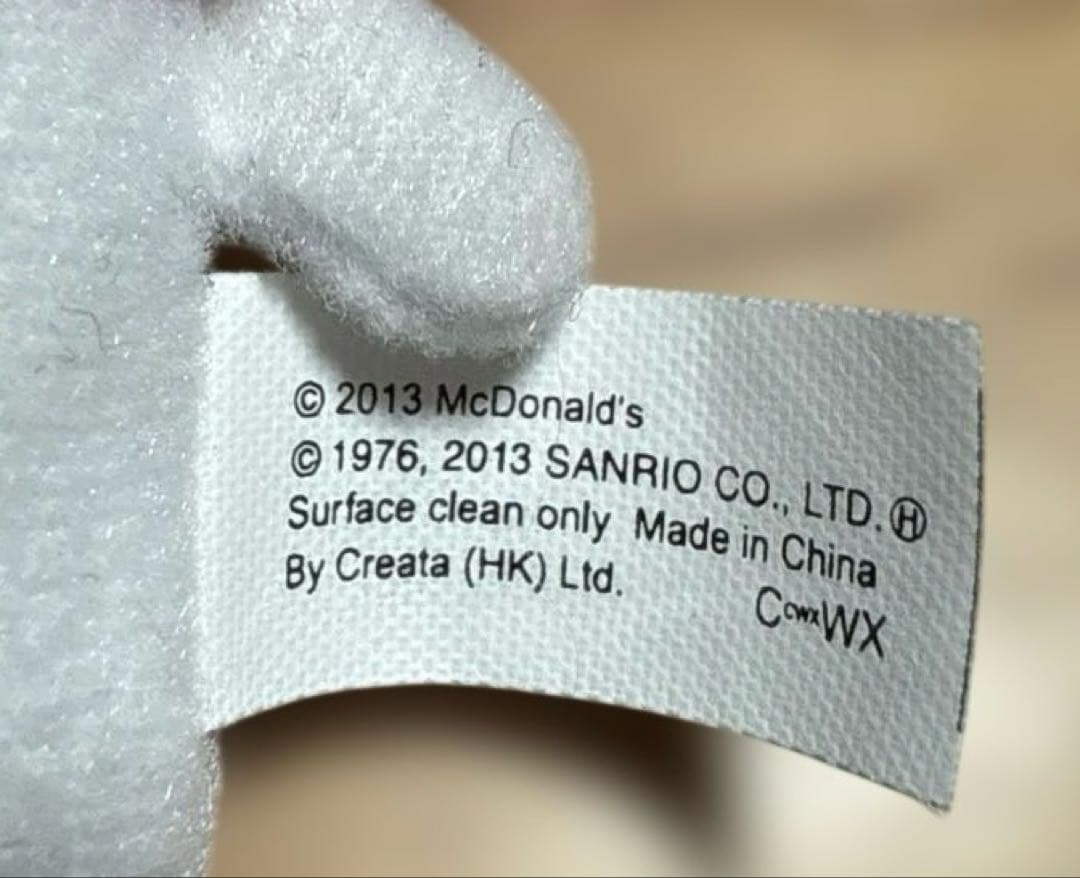 © 2013 McDonald's
© 1976, 2013 SANRIO CO., LTD. Ⓗ
Surface clean only Made in China
By Creata (HK) Ltd.
CcwxWX